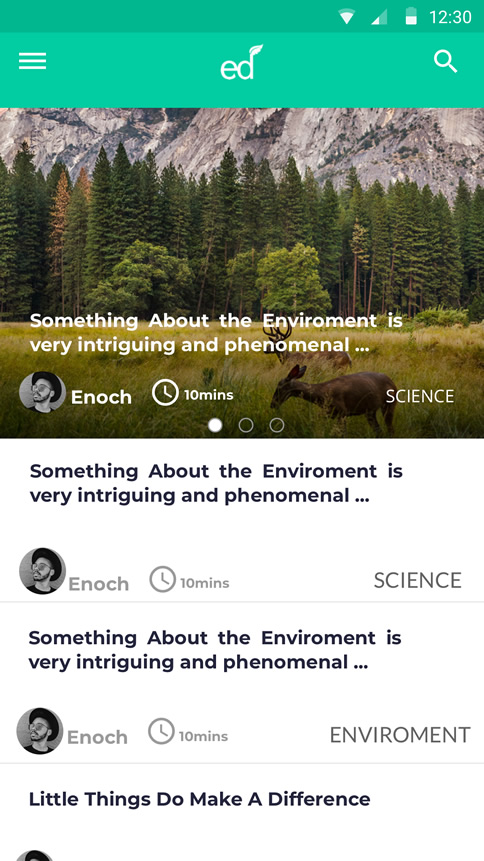 12:30
ed
Something About the Enviroment is
very intriguing and phenomenal ...
Enoch 10mins SCIENCE
Something About the Enviroment is
very intriguing and phenomenal ...
Enoch 10mins SCIENCE
Something About the Enviroment is
very intriguing and phenomenal ...
Enoch 10mins ENVIROMENT
Little Things Do Make A Difference